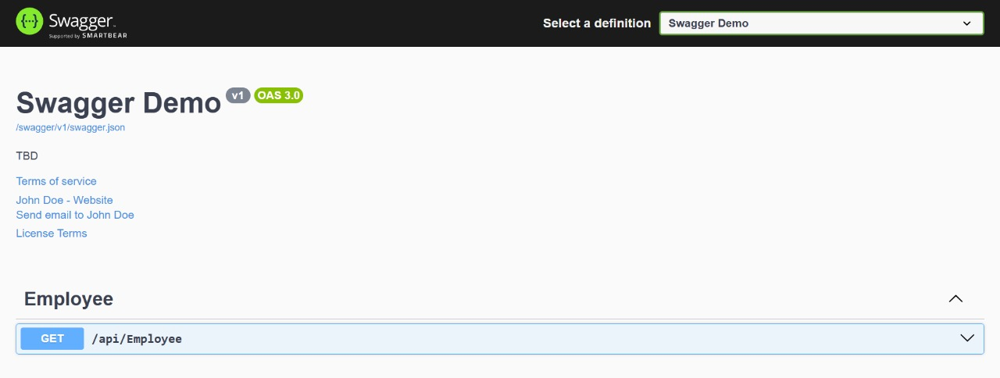 {···} Swagger™
Supported by SMARTBEAR
Select a definition
Swagger Demo
Swagger Demo v1 OAS 3.0
/swagger/v1/swagger.json
TBD
Terms of service
John Doe - Website
Send email to John Doe
License Terms
Employee
GET /api/Employee